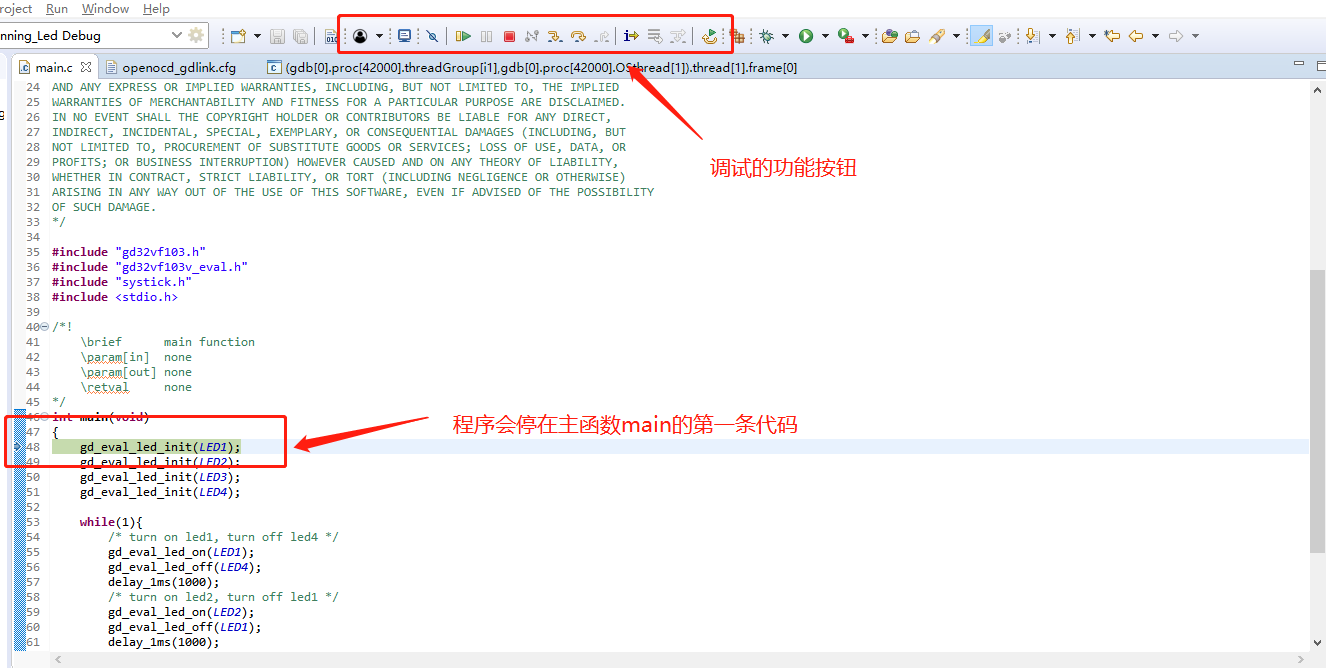 roject Run Window Help
nning_Led Debug
main.c openocd_gdlink.cfg (gdb[0].proc[42000].threadGroup[i1],gdb[0].proc[42000].OSthread[1]).thread[1].frame[0]
24 AND ANY EXPRESS OR IMPLIED WARRANTIES, INCLUDING, BUT NOT LIMITED TO, THE IMPLIED
25 WARRANTIES OF MERCHANTABILITY AND FITNESS FOR A PARTICULAR PURPOSE ARE DISCLAIMED.
26 IN NO EVENT SHALL THE COPYRIGHT HOLDER OR CONTRIBUTORS BE LIABLE FOR ANY DIRECT,
27 INDIRECT, INCIDENTAL, SPECIAL, EXEMPLARY, OR CONSEQUENTIAL DAMAGES (INCLUDING, BUT
28 NOT LIMITED TO, PROCUREMENT OF SUBSTITUTE GOODS OR SERVICES; LOSS OF USE, DATA, OR
29 PROFITS; OR BUSINESS INTERRUPTION) HOWEVER CAUSED AND ON ANY THEORY OF LIABILITY,
30 WHETHER IN CONTRACT, STRICT LIABILITY, OR TORT (INCLUDING NEGLIGENCE OR OTHERWISE)
31 ARISING IN ANY WAY OUT OF THE USE OF THIS SOFTWARE, EVEN IF ADVISED OF THE POSSIBILITY
32 OF SUCH DAMAGE.
33 */
34
35 #include "gd32vf103.h"
36 #include "gd32vf103v_eval.h"
37 #include "systick.h"
38 #include <stdio.h>
39
40 /*!
41 \brief main function
42 \param[in] none
43 \param[out] none
44 \retval none
45 */
46 int main(void)
47 {
48 gd_eval_led_init(LED1);
49 gd_eval_led_init(LED2);
50 gd_eval_led_init(LED3);
51 gd_eval_led_init(LED4);
52
53 while(1){
54 /* turn on led1, turn off led4 */
55 gd_eval_led_on(LED1);
56 gd_eval_led_off(LED4);
57 delay_1ms(1000);
58 /* turn on led2, turn off led1 */
59 gd_eval_led_on(LED2);
60 gd_eval_led_off(LED1);
61 delay_1ms(1000);
调试的功能按钮
程序会停在主函数main的第一条代码